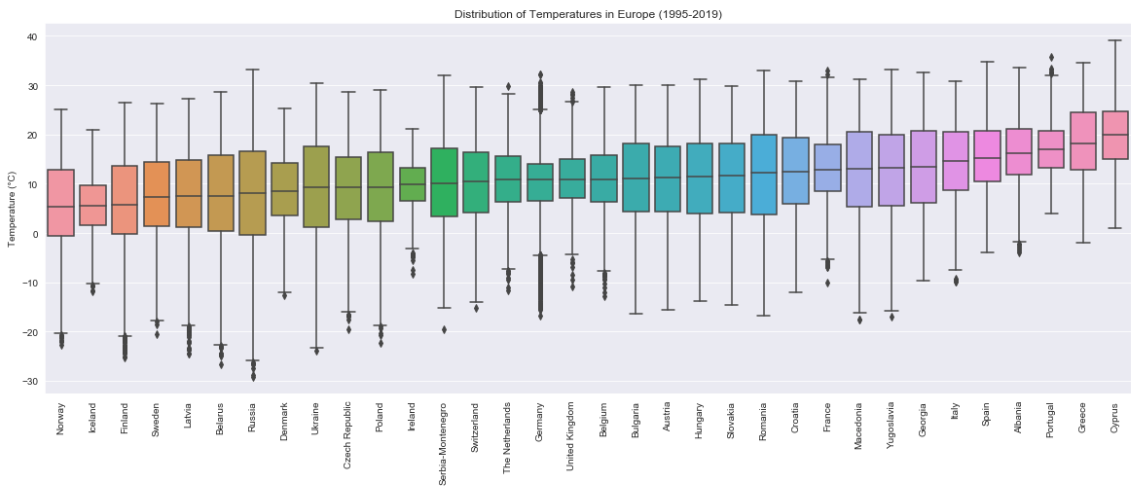 Distribution of Temperatures in Europe (1995-2019)
Temperature (°C)
40
30
20
10
0
−10
−20
−30
Norway
Iceland
Finland
Sweden
Latvia
Belarus
Russia
Denmark
Ukraine
Czech Republic
Poland
Ireland
Serbia-Montenegro
Switzerland
The Netherlands
Germany
United Kingdom
Belgium
Bulgaria
Austria
Hungary
Slovakia
Romania
Croatia
France
Macedonia
Yugoslavia
Georgia
Italy
Spain
Albania
Portugal
Greece
Cyprus